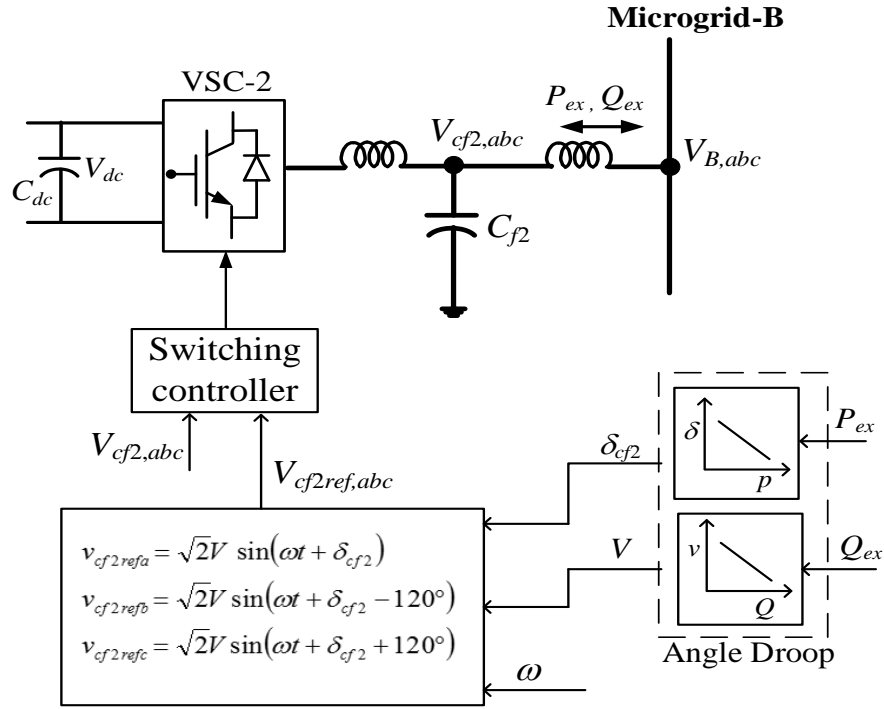 Microgrid-B
VSC-2
P_ex , Q_ex
V_cf2,abc
V_B,abc
V_dc
C_dc
C_f2
Switching
controller
V_cf2,abc
V_cf2ref,abc
δ_cf2
δ
p
P_ex
V
v
Q
Q_ex
v_cf2refa = √2V sin(ωt + δ_cf2)
v_cf2refb = √2V sin(ωt + δ_cf2 − 120°)
v_cf2refc = √2V sin(ωt + δ_cf2 + 120°)
Angle Droop
ω